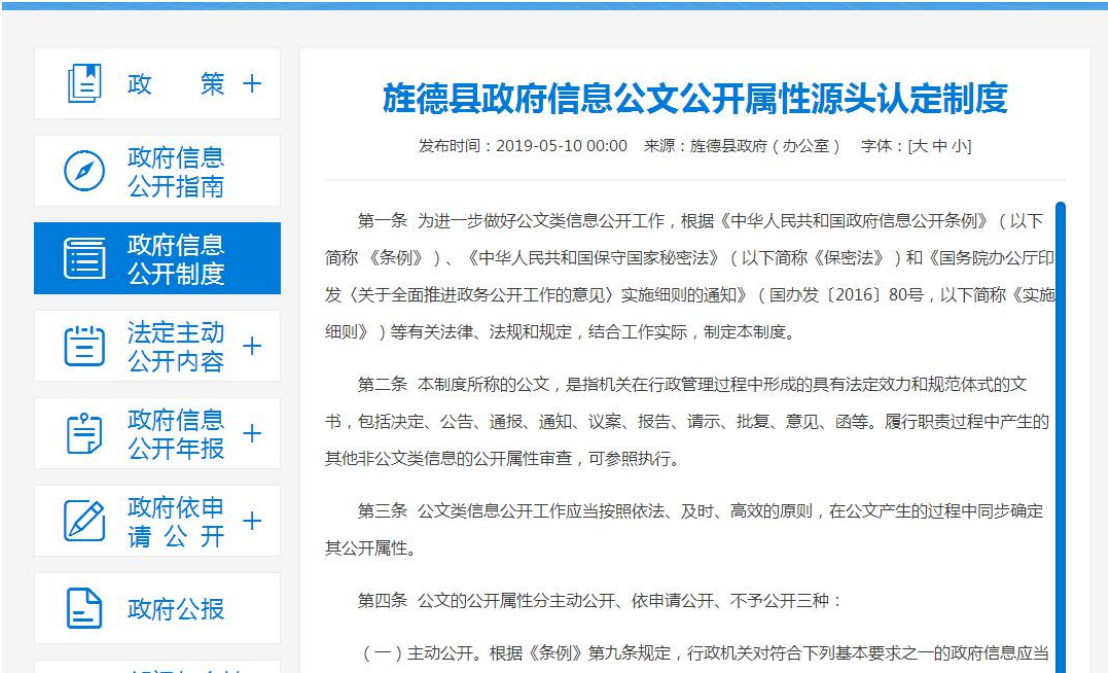 政 策 +
政府信息
公开指南
政府信息
公开制度
法定主动
公开内容 +
政府信息
公开年报 +
政府依申
请公开 +
政府公报
旌德县政府信息公文公开属性源头认定制度
发布时间：2019-05-10 00:00 来源：旌德县政府（办公室） 字体：[大 中 小]
第一条 为进一步做好公文类信息公开工作，根据《中华人民共和国政府信息公开条例》（以下
简称 《条例》）、《中华人民共和国保守国家秘密法》（以下简称《保密法》）和《国务院办公厅印
发〈关于全面推进政务公开工作的意见〉实施细则的通知》（国办发〔2016〕80号，以下简称《实施
细则》）等有关法律、法规和规定，结合工作实际，制定本制度。
第二条 本制度所称的公文，是指机关在行政管理过程中形成的具有法定效力和规范体式的文
书，包括决定、公告、通报、通知、议案、报告、请示、批复、意见、函等。履行职责过程中产生的
其他非公文类信息的公开属性审查，可参照执行。
第三条 公文类信息公开工作应当按照依法、及时、高效的原则，在公文产生的过程中同步确定
其公开属性。
第四条 公文的公开属性分主动公开、依申请公开、不予公开三种：
（一）主动公开。根据《条例》第九条规定，行政机关对符合下列基本要求之一的政府信息应当